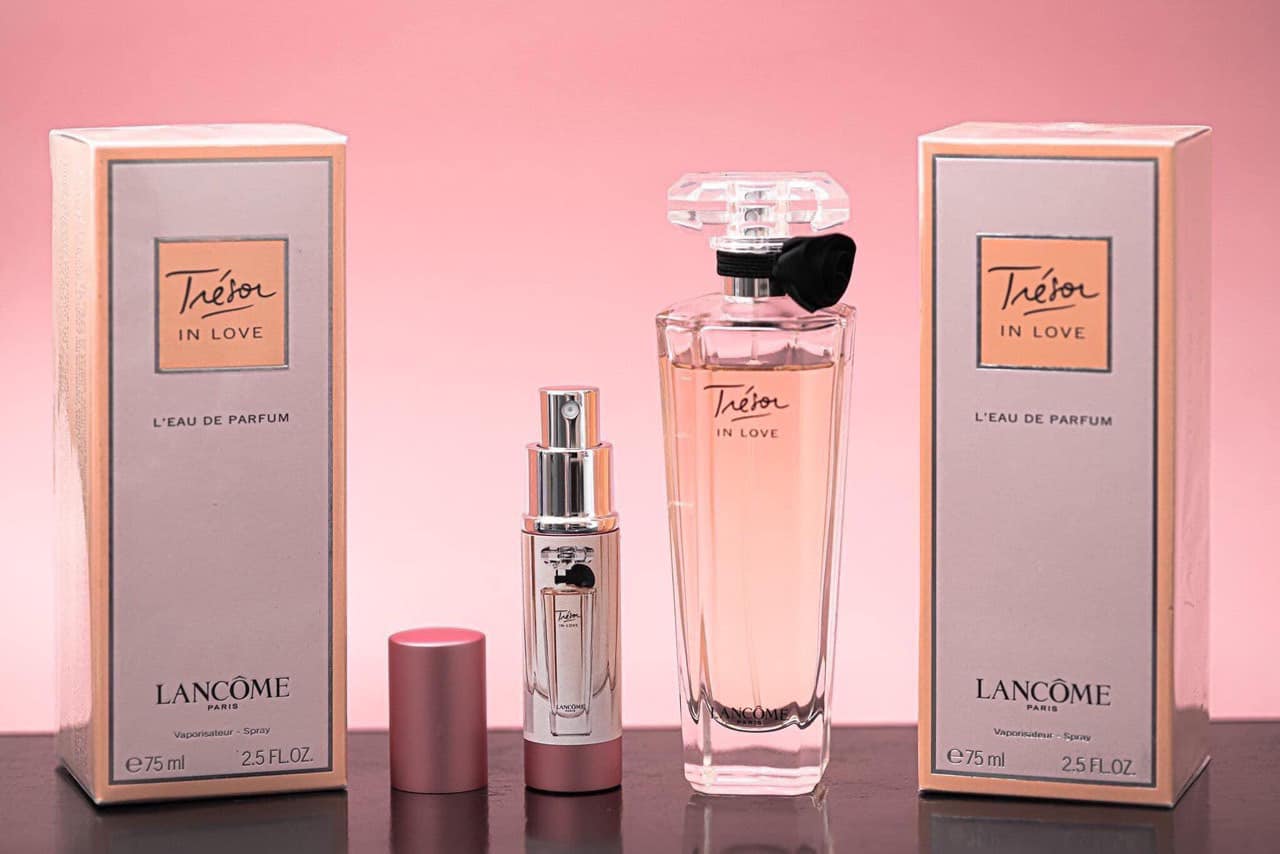 Trésor
IN LOVE
L'EAU DE PARFUM
LANCÔME
PARIS
Vaporisateur - Spray
℮75 ml 2.5 FL.OZ.
Trésor
IN LOVE
LANCÔME
PARIS
Trésor
IN LOVE
LANCÔME
PARIS
Trésor
IN LOVE
L'EAU DE PARFUM
LANCÔME
PARIS
Vaporisateur - Spray
℮75 ml 2.5 FL.OZ.